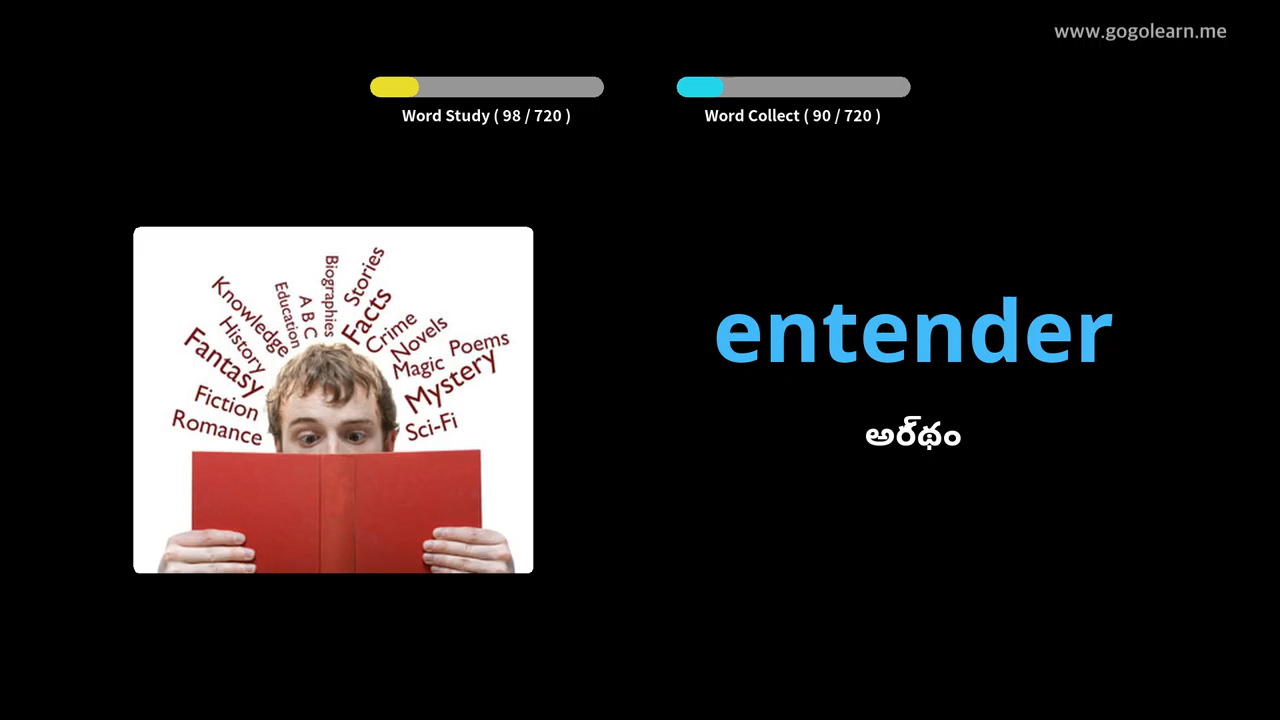 www.gogolearn.me
Word Study ( 98 / 720 )
Word Collect ( 90 / 720 )
Knowledge
Education
A B C
Biographies
Stories
Facts
Crime
Novels
Poems
History
Fantasy
Magic
Mystery
Fiction
Romance
Sci-Fi
entender
అర్‌థం